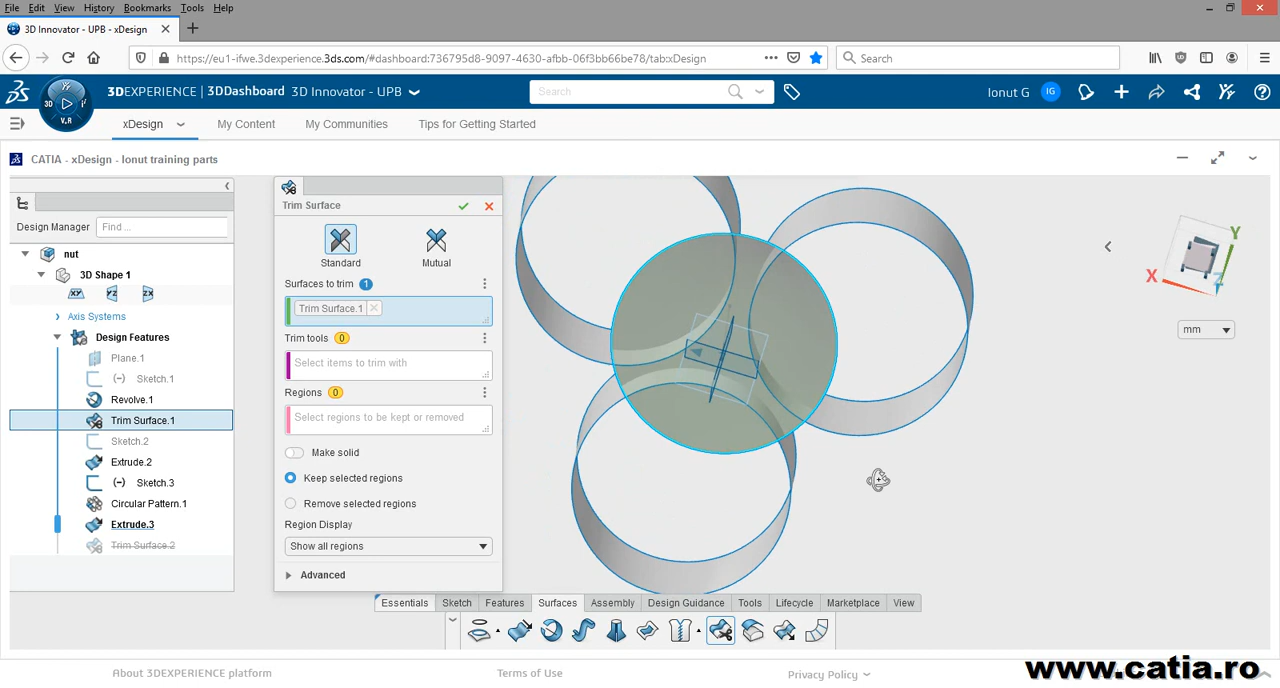 File Edit View History Bookmarks Tools Help
3D Innovator - UPB - xDesign
https://eu1-ifwe.3dexperience.3ds.com/#dashboard:736795d8-9097-4630-afbb-06f3bb66be78/tab:xDesign
Search
3DEXPERIENCE | 3DDashboard 3D Innovator - UPB
Search
Ionut G IG
3D V.R
xDesign My Content My Communities Tips for Getting Started
CATIA - xDesign - Ionut training parts
Design Manager Find ...
nut
3D Shape 1
XY YZ ZX
Axis Systems
Design Features
Plane.1
(−) Sketch.1
Revolve.1
Trim Surface.1
Sketch.2
Extrude.2
(−) Sketch.3
Circular Pattern.1
Extrude.3
Trim Surface.2
Trim Surface
Standard Mutual
Surfaces to trim 1
Trim Surface.1
Trim tools 0
Select items to trim with
Regions 0
Select regions to be kept or removed
Make solid
Keep selected regions
Remove selected regions
Region Display
Show all regions
Advanced
X Y Z
mm
Essentials Sketch Features Surfaces Assembly Design Guidance Tools Lifecycle Marketplace View
About 3DEXPERIENCE platform Terms of Use Privacy Policy
www.catia.ro